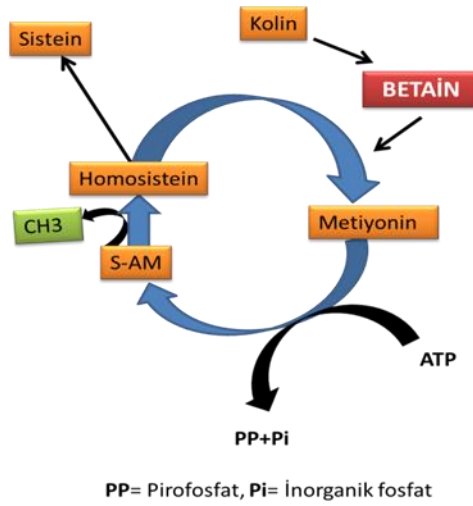 Sistein
Kolin
BETAİN
Homosistein
CH3
Metiyonin
S-AM
ATP
PP+Pi
PP= Pirofosfat, Pi= İnorganik fosfat